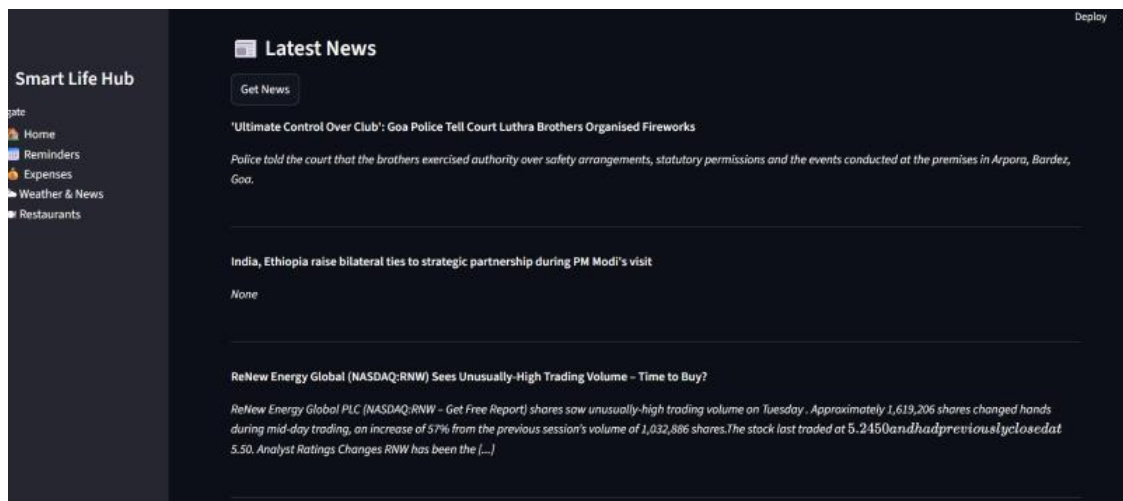 Deploy
Smart Life Hub
gate
Home
Reminders
Expenses
Weather & News
Restaurants
Latest News
Get News
'Ultimate Control Over Club': Goa Police Tell Court Luthra Brothers Organised Fireworks
Police told the court that the brothers exercised authority over safety arrangements, statutory permissions and the events conducted at the premises in Arpora, Bardez,
Goa.
India, Ethiopia raise bilateral ties to strategic partnership during PM Modi's visit
None
ReNew Energy Global (NASDAQ:RNW) Sees Unusually-High Trading Volume – Time to Buy?
ReNew Energy Global PLC (NASDAQ:RNW – Get Free Report) shares saw unusually-high trading volume on Tuesday . Approximately 1,619,206 shares changed hands
during mid-day trading, an increase of 57% from the previous session's volume of 1,032,886 shares.The stock last traded at 5.2450andhadpreviouslyclosedat
5.50. Analyst Ratings Changes RNW has been the [...]